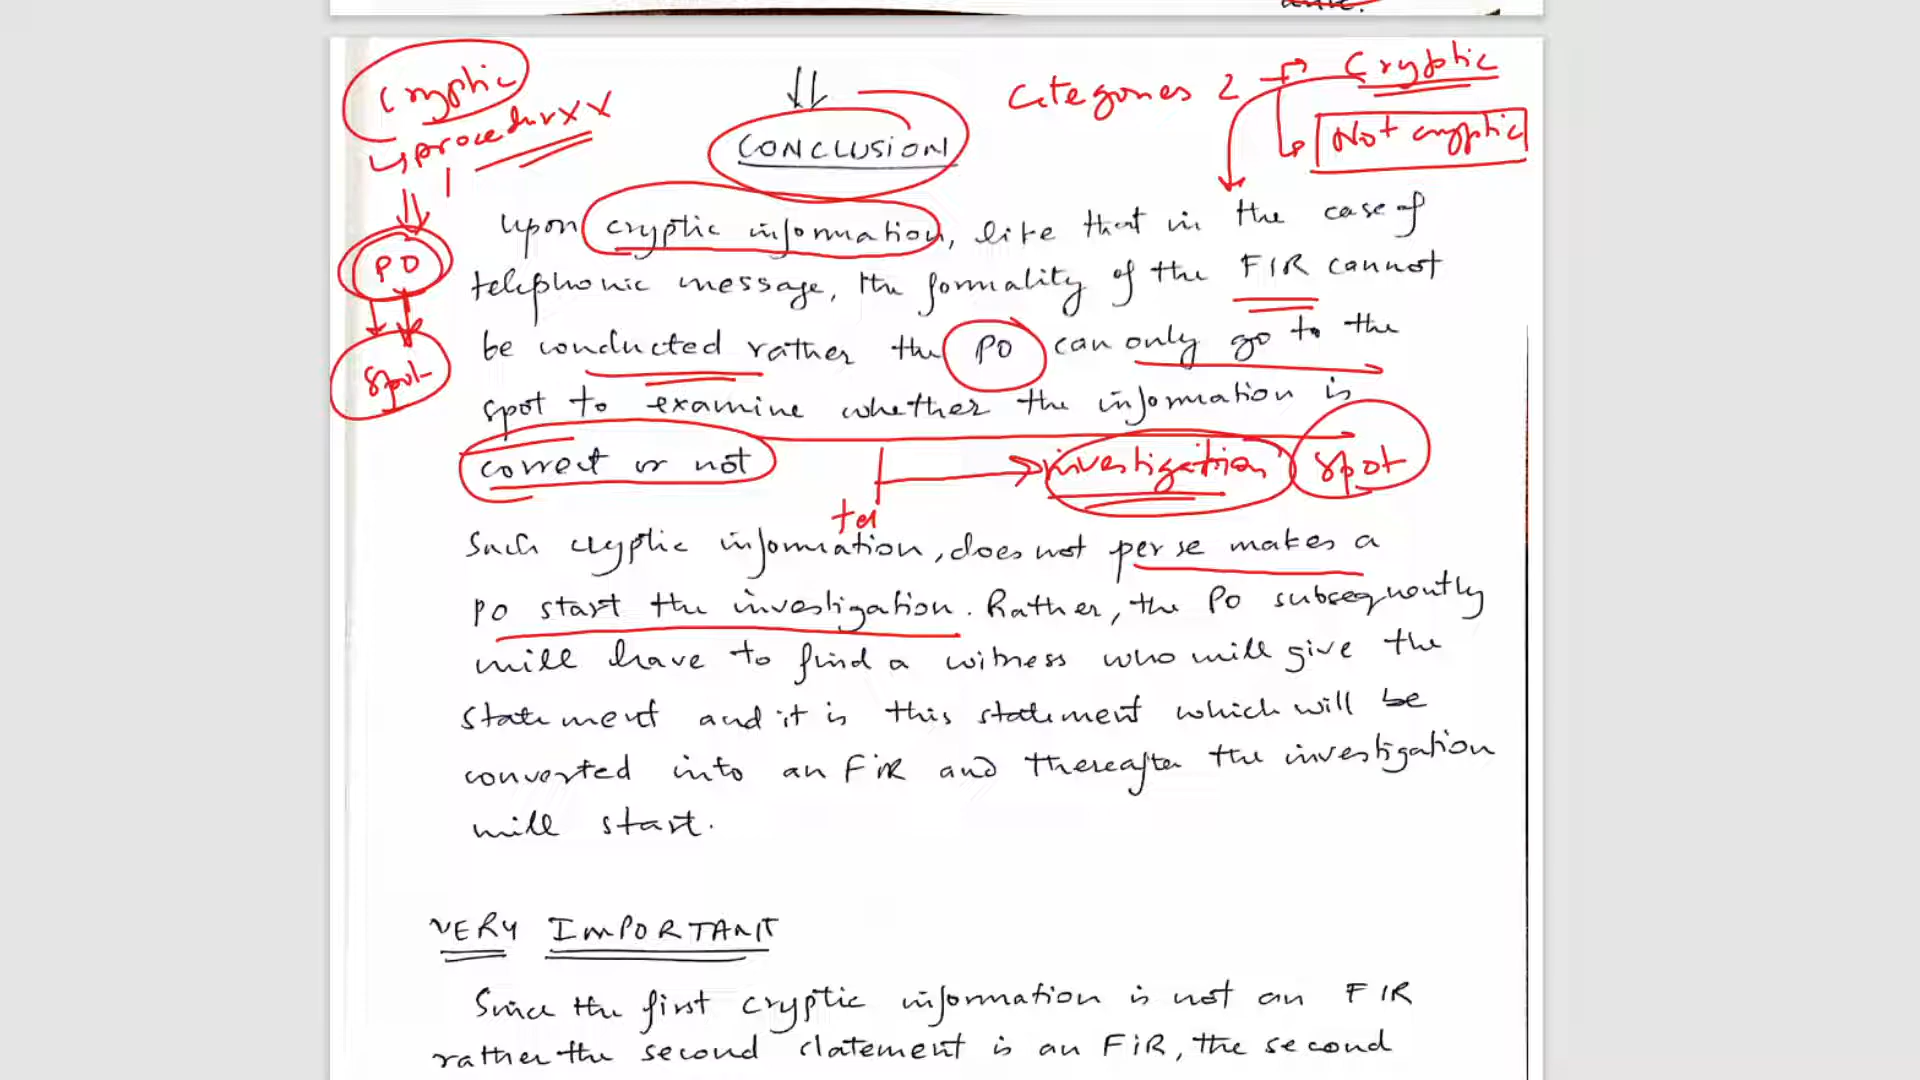 Cryptic
Categories 2
Cryptic
Not cryptic
procedure X X
CONCLUSION
PO
spot
upon cryptic information, like that in the case of
telephonic message, the formality of the FIR cannot
be conducted rather the PO can only go to the
spot to examine whether the information is
correct or not
investigation
spot
tel
Such cryptic information, does not per se makes a
PO start the investigation. Rather, the PO subsequently
will have to find a witness who will give the
statement and it is this statement which will be
converted into an FIR and thereafter the investigation
will start.
VERY IMPORTANT
Since the first cryptic information is not an FIR
rather the second statement is an FIR, the second